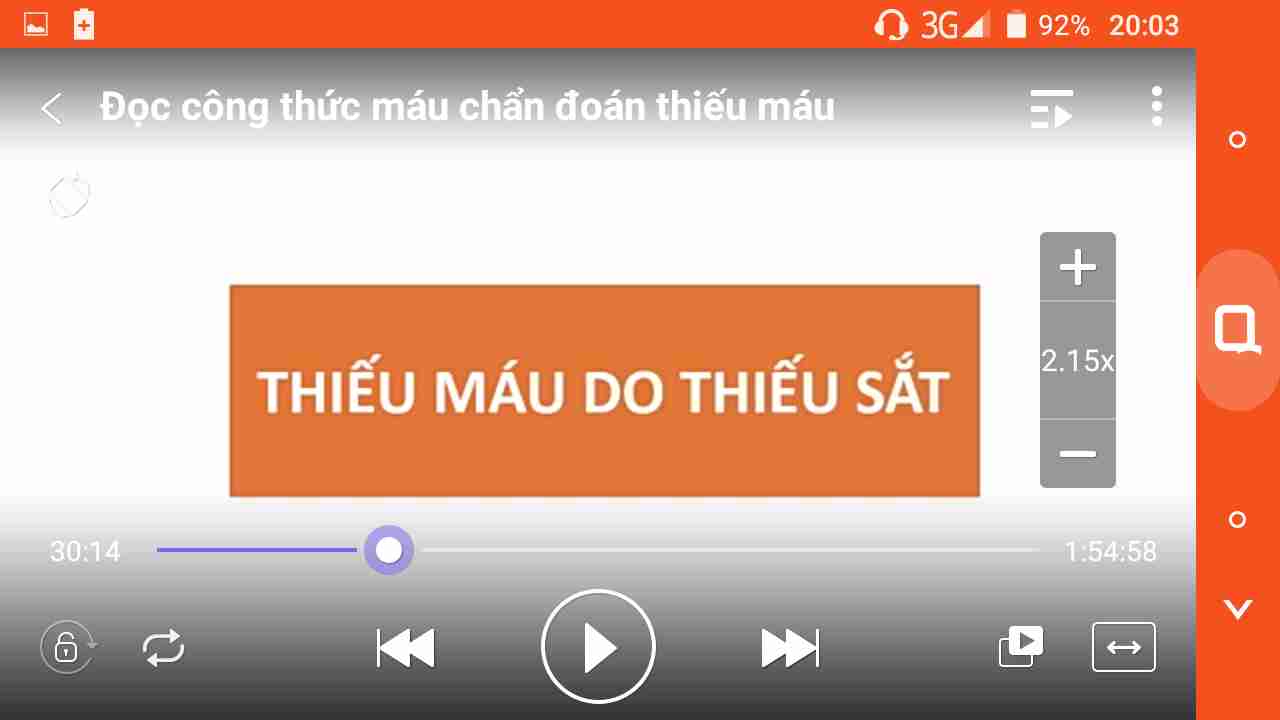 3G 92% 20:03
Đọc công thức máu chẩn đoán thiếu máu
2.15x
THIẾU MÁU DO THIẾU SẮT
30:14 1:54:58